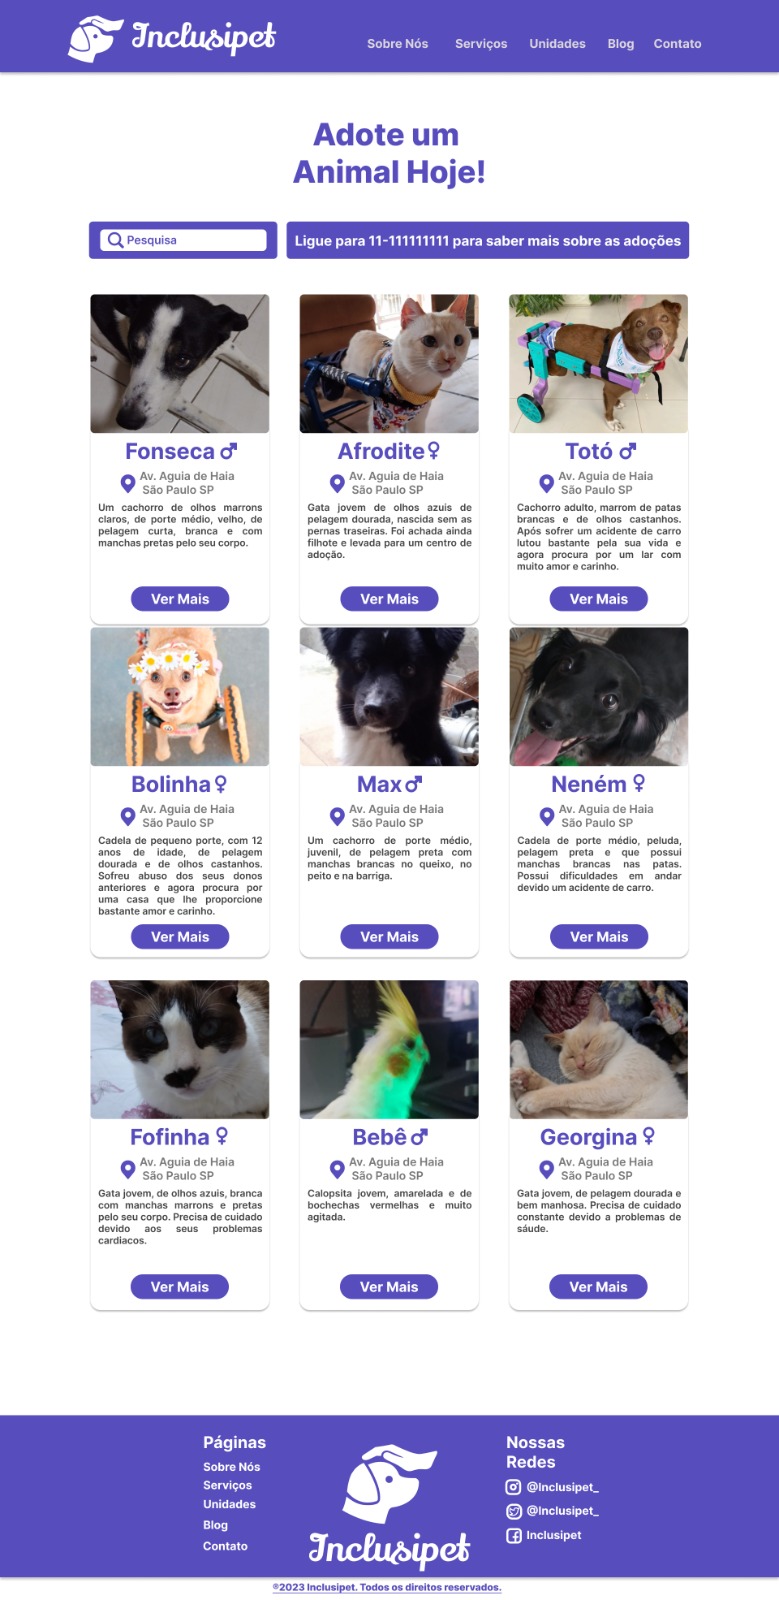 Inclusipet
Sobre Nós
Serviços
Unidades
Blog
Contato
Adote um
Animal Hoje!
Pesquisa
Ligue para 11-111111111 para saber mais sobre as adoções
Fonseca ♂
Av. Aguia de Haia
São Paulo SP
Um cachorro de olhos marrons
claros, de porte médio, velho, de
pelagem curta, branca e com
manchas pretas pelo seu corpo.
Ver Mais
Afrodite ♀
Av. Aguia de Haia
São Paulo SP
Gata jovem de olhos azuis de
pelagem dourada, nascida sem as
pernas traseiras. Foi achada ainda
filhote e levada para um centro de
adoção.
Ver Mais
Totó ♂
Av. Aguia de Haia
São Paulo SP
Cachorro adulto, marrom de patas
brancas e de olhos castanhos.
Após sofrer um acidente de carro
lutou bastante pela sua vida e
agora procura por um lar com
muito amor e carinho.
Ver Mais
Bolinha ♀
Av. Aguia de Haia
São Paulo SP
Cadela de pequeno porte, com 12
anos de idade, de pelagem
dourada e de olhos castanhos.
Sofreu abuso dos seus donos
anteriores e agora procura por
uma casa que lhe proporcione
bastante amor e carinho.
Ver Mais
Max ♂
Av. Aguia de Haia
São Paulo SP
Um cachorro de porte médio,
juvenil, de pelagem preta com
manchas brancas no queixo, no
peito e na barriga.
Ver Mais
Neném ♀
Av. Aguia de Haia
São Paulo SP
Cadela de porte médio, peluda,
pelagem preta e que possui
manchas brancas nas patas.
Possui dificuldades em andar
devido um acidente de carro.
Ver Mais
Fofinha ♀
Av. Aguia de Haia
São Paulo SP
Gata jovem, de olhos azuis, branca
com manchas marrons e pretas
pelo seu corpo. Precisa de cuidado
devido aos seus problemas
cardiacos.
Ver Mais
Bebê ♂
Av. Aguia de Haia
São Paulo SP
Calopsita jovem, amarelada e de
bochechas vermelhas e muito
agitada.
Ver Mais
Georgina ♀
Av. Aguia de Haia
São Paulo SP
Gata jovem, de pelagem dourada e
bem manhosa. Precisa de cuidado
constante devido a problemas de
sáude.
Ver Mais
Páginas
Sobre Nós
Serviços
Unidades
Blog
Contato
Inclusipet
Nossas
Redes
@Inclusipet_
@Inclusipet_
Inclusipet
®2023 Inclusipet. Todos os direitos reservados.